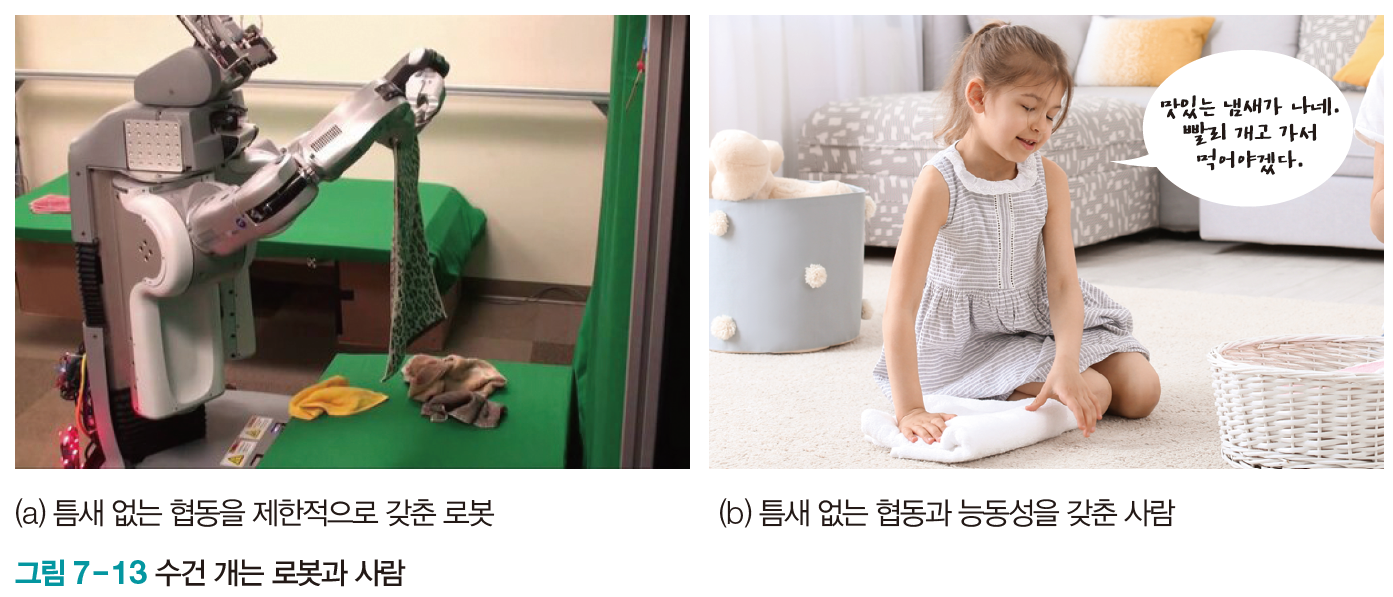 맛있는 냄새가 나네.
빨리 개고 가서
먹어야겠다.
(a) 틈새 없는 협동을 제한적으로 갖춘 로봇
(b) 틈새 없는 협동과 능동성을 갖춘 사람
그림 7-13 수건 개는 로봇과 사람